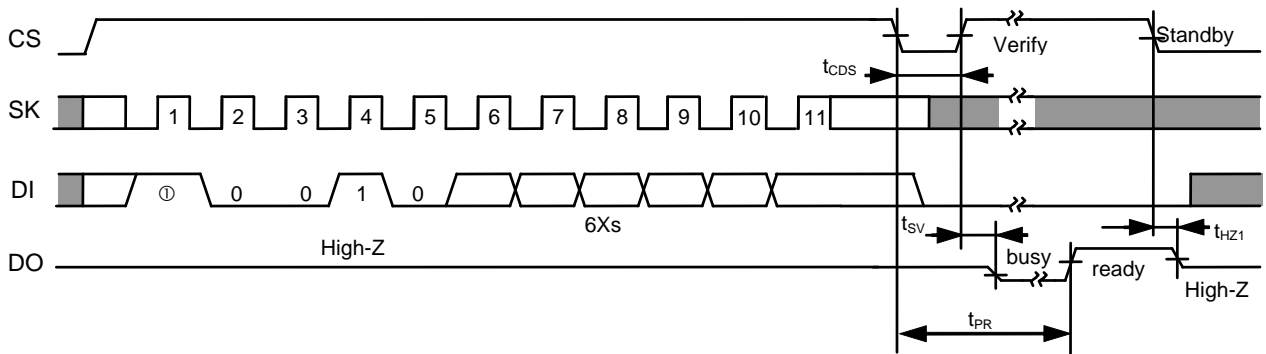 CS
Verify
Standby
tCDS
SK
1 2 3 4 5 6 7 8 9 10 11
DI
① 0 0 1 0
6Xs
tSV
tHZ1
High-Z
DO
busy
ready
High-Z
tPR